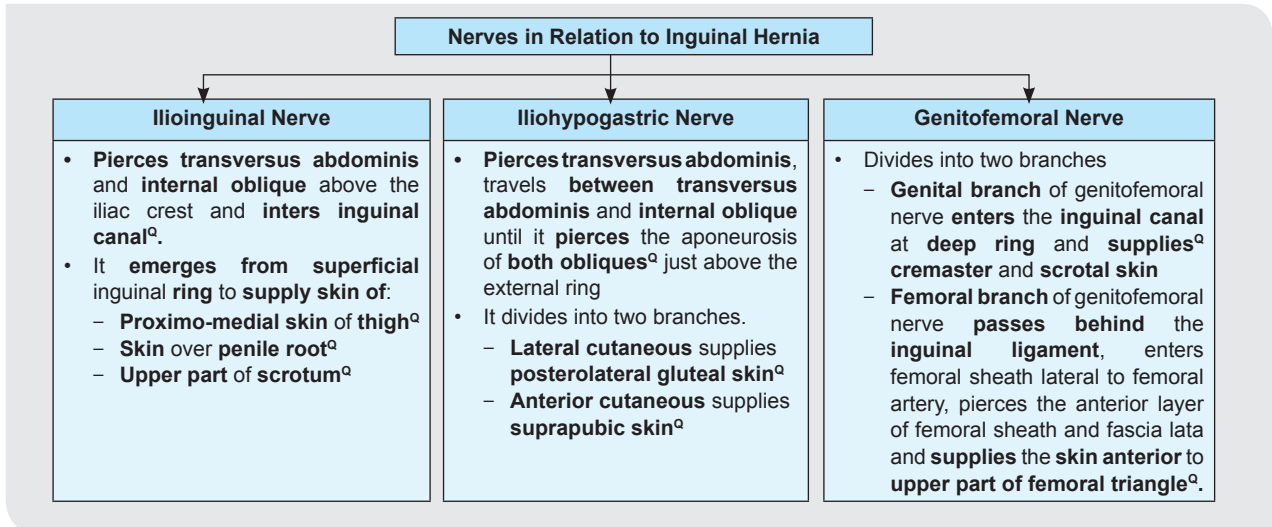 Nerves in Relation to Inguinal Hernia
Ilioinguinal Nerve
• Pierces transversus abdominis
and internal oblique above the
iliac crest and inters inguinal
canalQ.
• It emerges from superficial
inguinal ring to supply skin of:
– Proximo-medial skin of thighQ
– Skin over penile rootQ
– Upper part of scrotumQ
Iliohypogastric Nerve
• Pierces transversus abdominis,
travels between transversus
abdominis and internal oblique
until it pierces the aponeurosis
of both obliquesQ just above the
external ring
• It divides into two branches.
– Lateral cutaneous supplies
posterolateral gluteal skinQ
– Anterior cutaneous supplies
suprapubic skinQ
Genitofemoral Nerve
• Divides into two branches
– Genital branch of genitofemoral
nerve enters the inguinal canal
at deep ring and suppliesQ
cremaster and scrotal skin
– Femoral branch of genitofemoral
nerve passes behind the
inguinal ligament, enters
femoral sheath lateral to femoral
artery, pierces the anterior layer
of femoral sheath and fascia lata
and supplies the skin anterior to
upper part of femoral triangleQ.